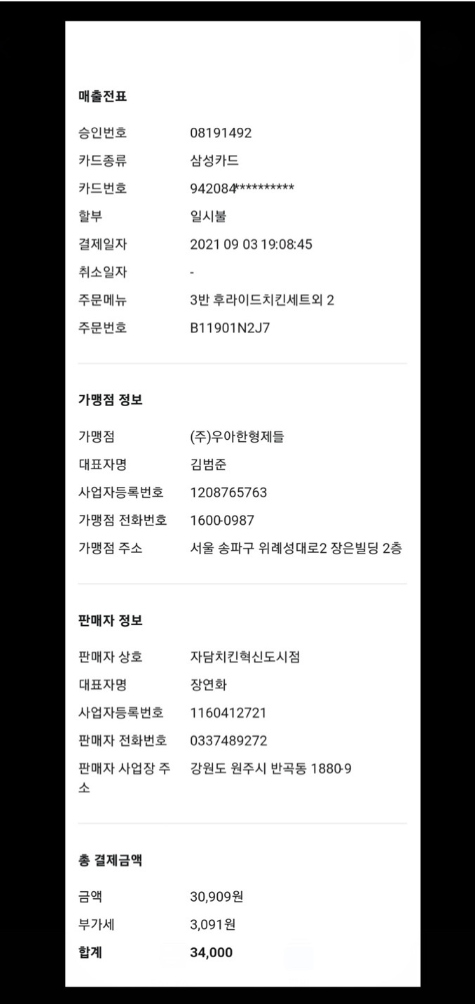 매출전표
승인번호 08191492
카드종류 삼성카드
카드번호 942084**********
할부 일시불
결제일자 2021 09 03 19:08:45
취소일자 -
주문메뉴 3반 후라이드치킨세트외 2
주문번호 B11901N2J7
가맹점 정보
가맹점 (주)우아한형제들
대표자명 김범준
사업자등록번호 1208765763
가맹점 전화번호 1600-0987
가맹점 주소 서울 송파구 위례성대로2 장은빌딩 2층
판매자 정보
판매자 상호 자담치킨혁신도시점
대표자명 장연화
사업자등록번호 1160412721
판매자 전화번호 0337489272
판매자 사업장 주 강원도 원주시 반곡동 1880-9
소
총 결제금액
금액 30,909원
부가세 3,091원
합계 34,000